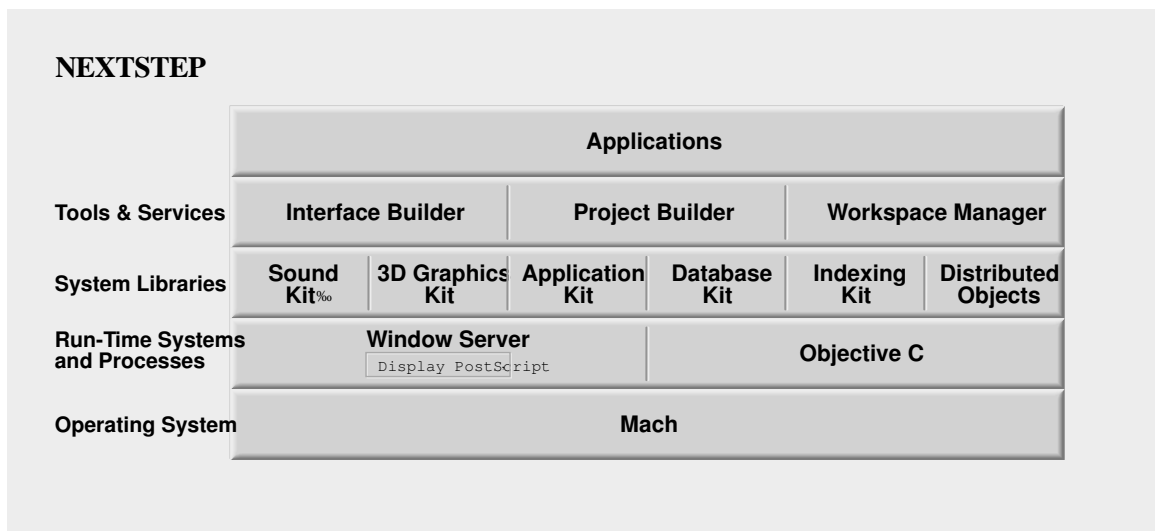 NEXTSTEP
Applications
Tools & Services
Interface Builder
Project Builder
Workspace Manager
System Libraries
Sound
Kit‰
3D Graphics
Kit
Application
Kit
Database
Kit
Indexing
Kit
Distributed
Objects
Run-Time Systems
and Processes
Window Server
Display PostScript
Objective C
Operating System
Mach